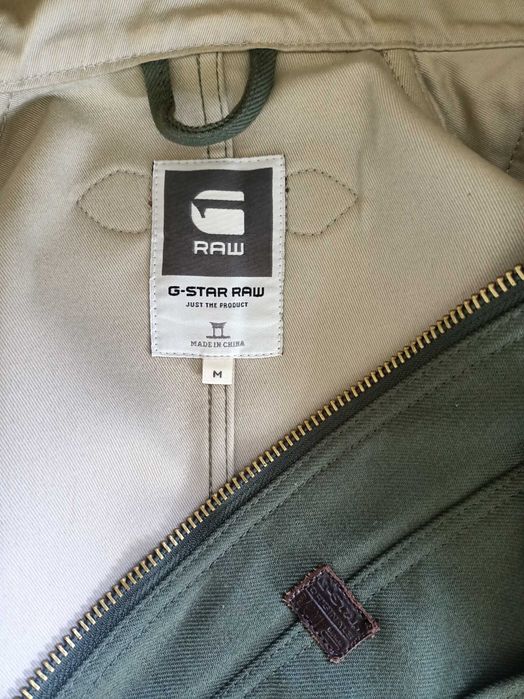 G
RAW
G-STAR RAW
JUST THE PRODUCT
MADE IN CHINA
M